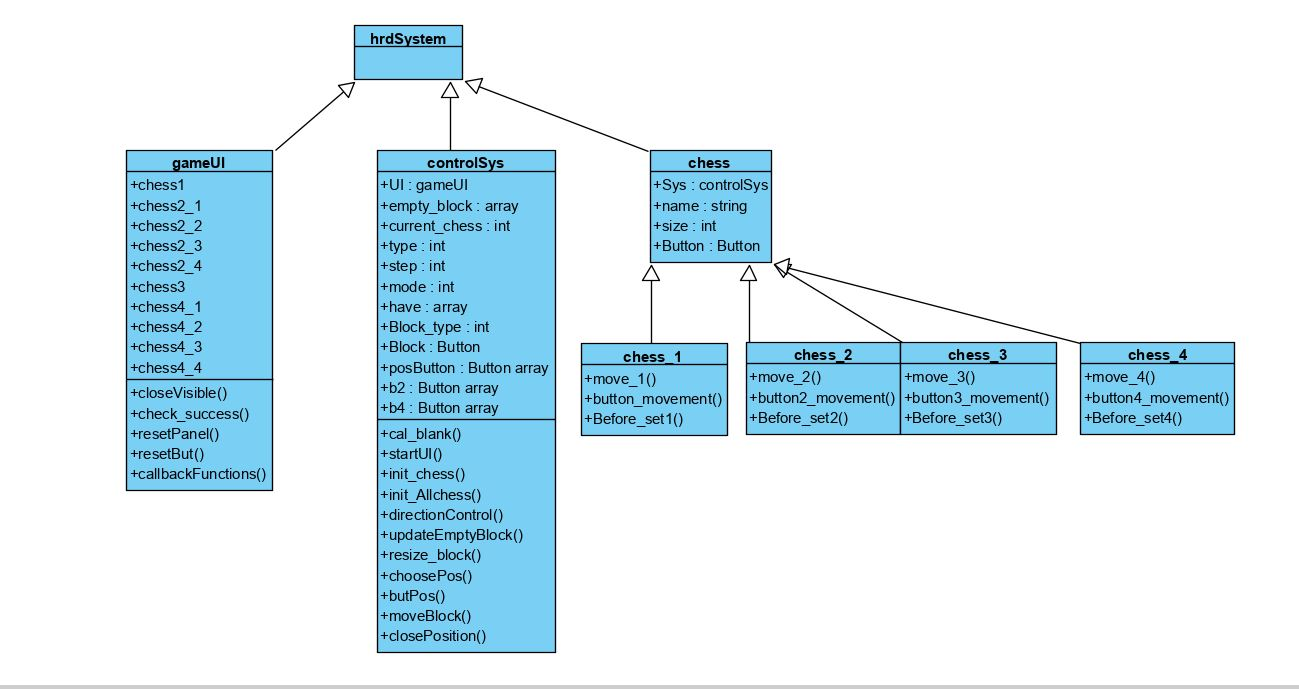 hrdSystem
gameUI
+chess1
+chess2_1
+chess2_2
+chess2_3
+chess2_4
+chess3
+chess4_1
+chess4_2
+chess4_3
+chess4_4
+closeVisible()
+check_success()
+resetPanel()
+resetBut()
+callbackFunctions()
controlSys
+UI : gameUI
+empty_block : array
+current_chess : int
+type : int
+step : int
+mode : int
+have : array
+Block_type : int
+Block : Button
+posButton : Button array
+b2 : Button array
+b4 : Button array
+cal_blank()
+startUI()
+init_chess()
+init_Allchess()
+directionControl()
+updateEmptyBlock()
+resize_block()
+choosePos()
+butPos()
+moveBlock()
+closePosition()
chess
+Sys : controlSys
+name : string
+size : int
+Button : Button
chess_1
+move_1()
+button_movement()
+Before_set1()
chess_2
+move_2()
+button2_movement()
+Before_set2()
chess_3
+move_3()
+button3_movement()
+Before_set3()
chess_4
+move_4()
+button4_movement()
+Before_set4()